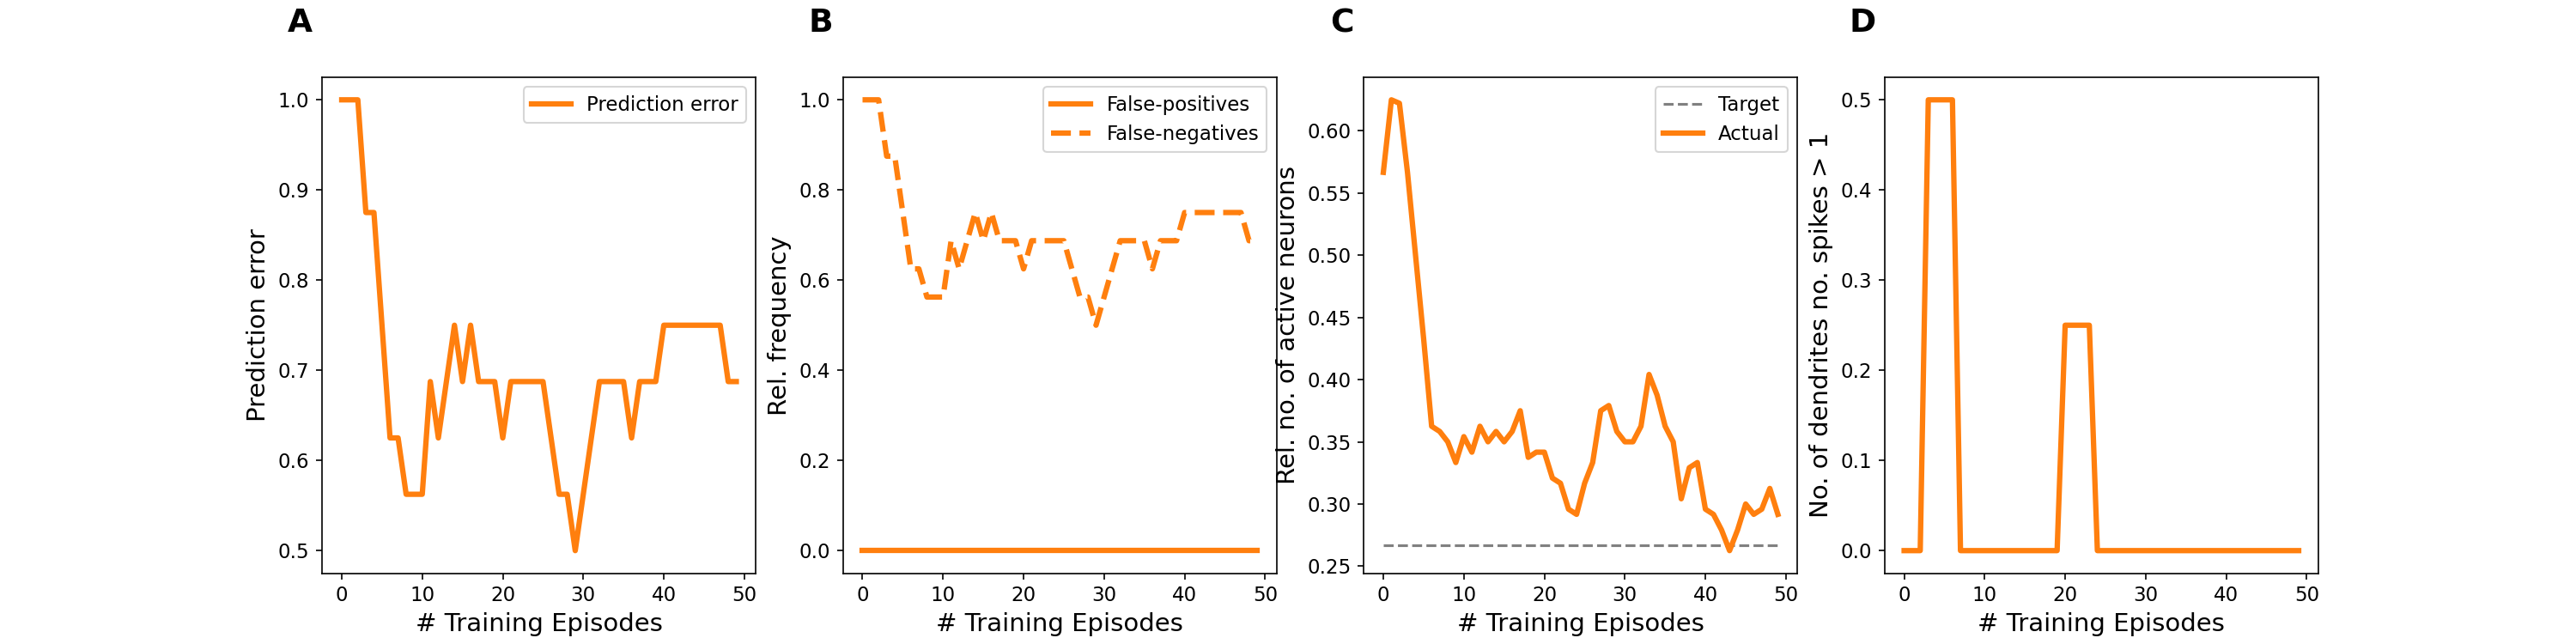 A
Prediction error
1.0
0.9
0.8
0.7
0.6
0.5
Prediction error
0
10
20
30
40
50
# Training Episodes
B
Rel. frequency
1.0
0.8
0.6
0.4
0.2
0.0
False-positives
False-negatives
0
10
20
30
40
50
# Training Episodes
C
Rel. no. of active neurons
0.60
0.55
0.50
0.45
0.40
0.35
0.30
0.25
Target
Actual
0
10
20
30
40
50
# Training Episodes
D
No. of dendrites no. spikes > 1
0.5
0.4
0.3
0.2
0.1
0.0
0
10
20
30
40
50
# Training Episodes